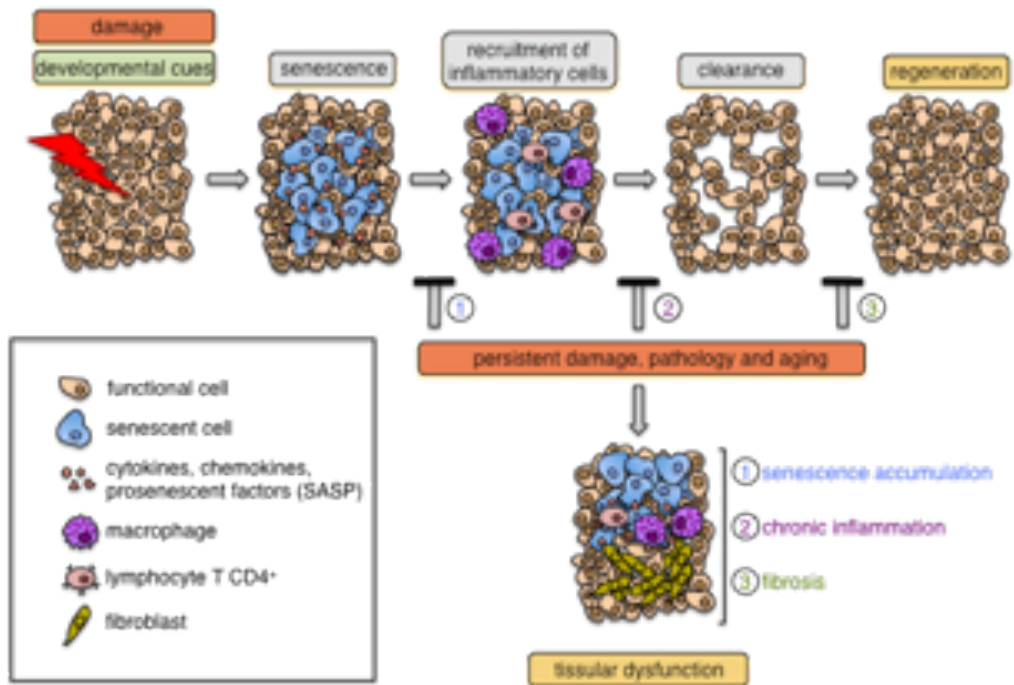 damage
developmental cues
senescence
recruitment of
inflammatory cells
clearance
regeneration
1
2
3
persistent damage, pathology and aging
functional cell
senescent cell
cytokines, chemokines,
prosenescent factors (SASP)
macrophage
lymphocyte T CD4+
fibroblast
1 senescence accumulation
2 chronic inflammation
3 fibrosis
tissular dysfunction